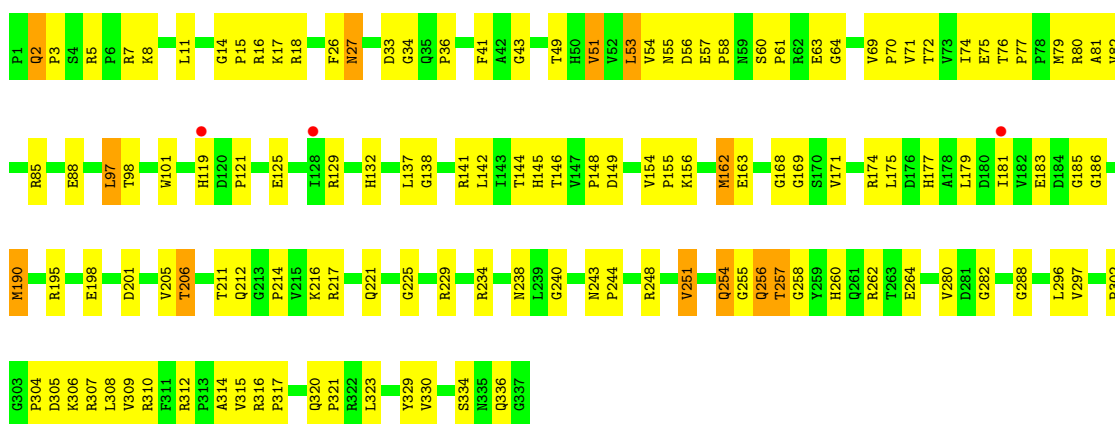 P1 Q2 P3 S4 R5 P6 R7 K8 L11 G14 P15 R16 K17 R18 F26 N27 D33 G34 Q35 P36 F41 A42 G43 T49 H50 V51 V52 L53 V54 N55 D56 E57 P58 N59 S60 P61 R62 E63 G64 V69 P70 V71 T72 V73 I74 E75 T76 P77 P78 M79 R80 A81 V82
R85 E88 L97 T98 W101 H119 D120 P121 E125 I128 R129 H132 L137 G138 R141 L142 I143 T144 H145 T146 V147 P148 D149 V154 P155 K156 M162 E163 G168 G169 S170 V171 R174 L175 D176 H177 A178 L179 D180 I181 V182 E183 D184 G185 G186
M190 R195 E198 D201 V205 T206 T211 Q212 G213 P214 V215 K216 R217 Q221 G225 R229 R234 N238 L239 G240 N243 P244 R248 V251 Q254 G255 Q256 T257 G258 Y259 H260 Q261 R262 T263 E264 V280 D281 G282 G288 L296 V297
G303 P304 D305 K306 R307 L308 V309 R310 F311 R312 P313 A314 V315 R316 P317 Q320 P321 R322 L323 Y329 V330 S334 N335 Q336 G337